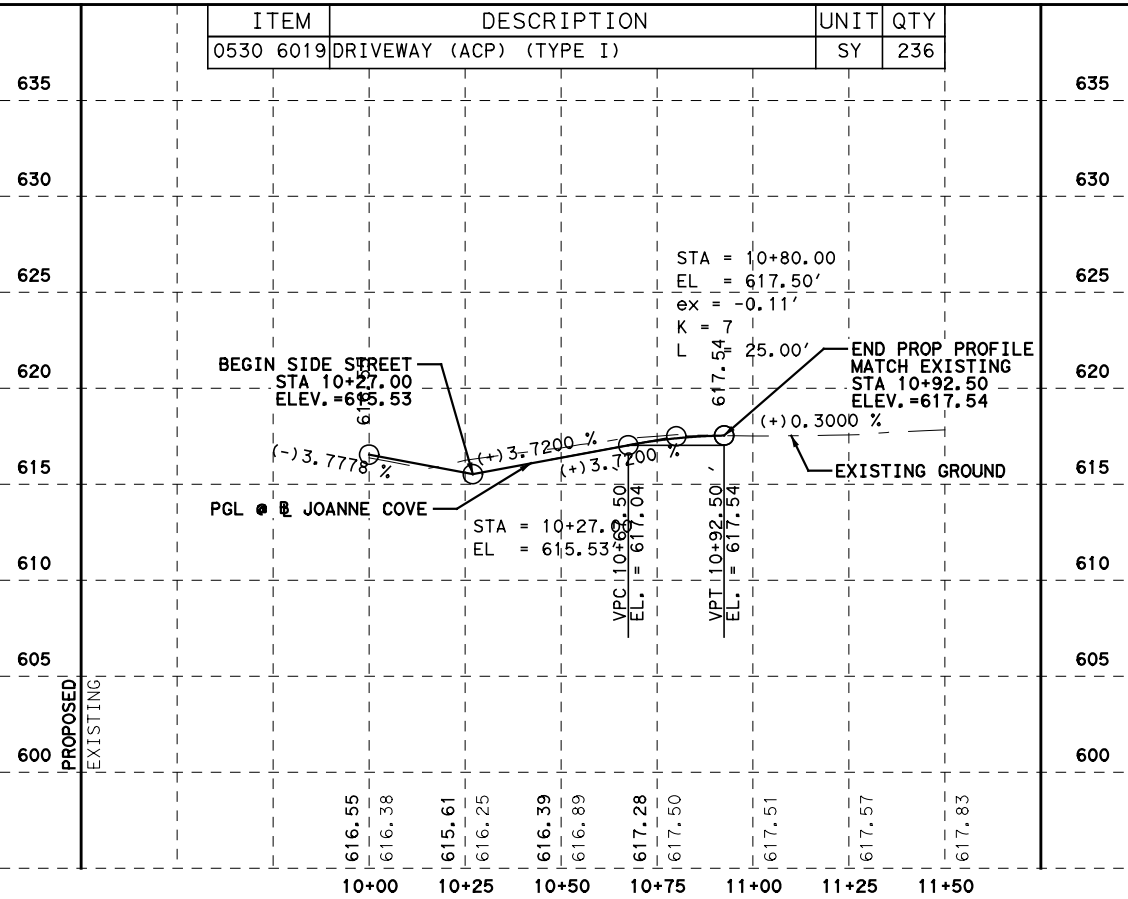 ITEM DESCRIPTION UNIT QTY
0530 6019 DRIVEWAY (ACP) (TYPE I) SY 236
635 635
630 630
625 625
620 620
615 615
610 610
605 605
600 600
STA = 10+80.00
EL = 617.50'
ex = -0.11'
K = 7
L = 25.00'
617.54
BEGIN SIDE STREET
STA 10+27.00
ELEV.=615.53
616.55
END PROP PROFILE
MATCH EXISTING
STA 10+92.50
ELEV.=617.54
(-)3.7778 %
(+)3.7200 %
(+)3.7200 %
(+)0.3000 %
EXISTING GROUND
PGL @ ℄ JOANNE COVE
STA = 10+27.00
EL = 615.53'
VPC 10+67.50
EL. = 617.04
VPT 10+92.50
EL. = 617.54
PROPOSED
EXISTING
616.55 616.38 615.61 616.25 616.39 616.89 617.28 617.50 617.51 617.57 617.83
10+00 10+25 10+50 10+75 11+00 11+25 11+50